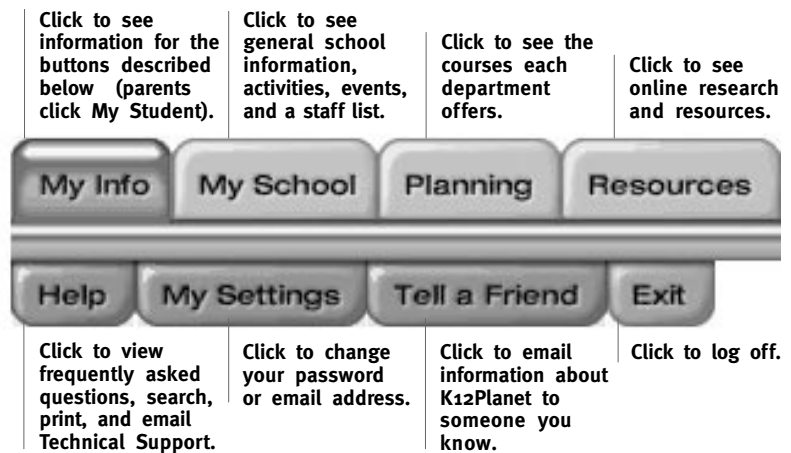 Click to see
information for the
buttons described
below (parents
click My Student).
Click to see
general school
information,
activities, events,
and a staff list.
Click to see the
courses each
department
offers.
Click to see
online research
and resources.
My Info
My School
Planning
Resources
Help
My Settings
Tell a Friend
Exit
Click to view
frequently asked
questions, search,
print, and email
Technical Support.
Click to change
your password
or email address.
Click to email
information about
K12Planet to
someone you
know.
Click to log off.